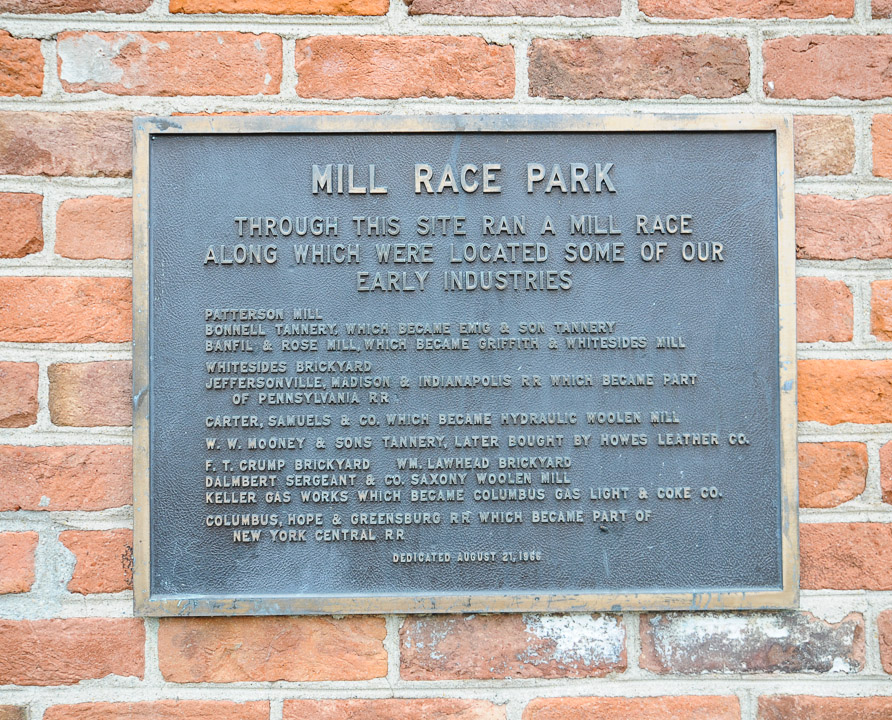 MILL RACE PARK
THROUGH THIS SITE RAN A MILL RACE
ALONG WHICH WERE LOCATED SOME OF OUR
EARLY INDUSTRIES
PATTERSON MILL
BONNELL TANNERY, WHICH BECAME EMIG & SON TANNERY
BANFIL & ROSE MILL, WHICH BECAME GRIFFITH & WHITESIDES MILL
WHITESIDES BRICKYARD
JEFFERSONVILLE, MADISON & INDIANAPOLIS RR WHICH BECAME PART
OF PENNSYLVANIA RR
CARTER, SAMUELS & CO. WHICH BECAME HYDRAULIC WOOLEN MILL
W. W. MOONEY & SONS TANNERY, LATER BOUGHT BY HOWES LEATHER CO.
F. T. CRUMP BRICKYARD WM. LAWHEAD BRICKYARD
DALMBERT SERGEANT & CO. SAXONY WOOLEN MILL
KELLER GAS WORKS WHICH BECAME COLUMBUS GAS LIGHT & COKE CO.
COLUMBUS, HOPE & GREENSBURG RR WHICH BECAME PART OF
NEW YORK CENTRAL RR
DEDICATED AUGUST 21, 1966